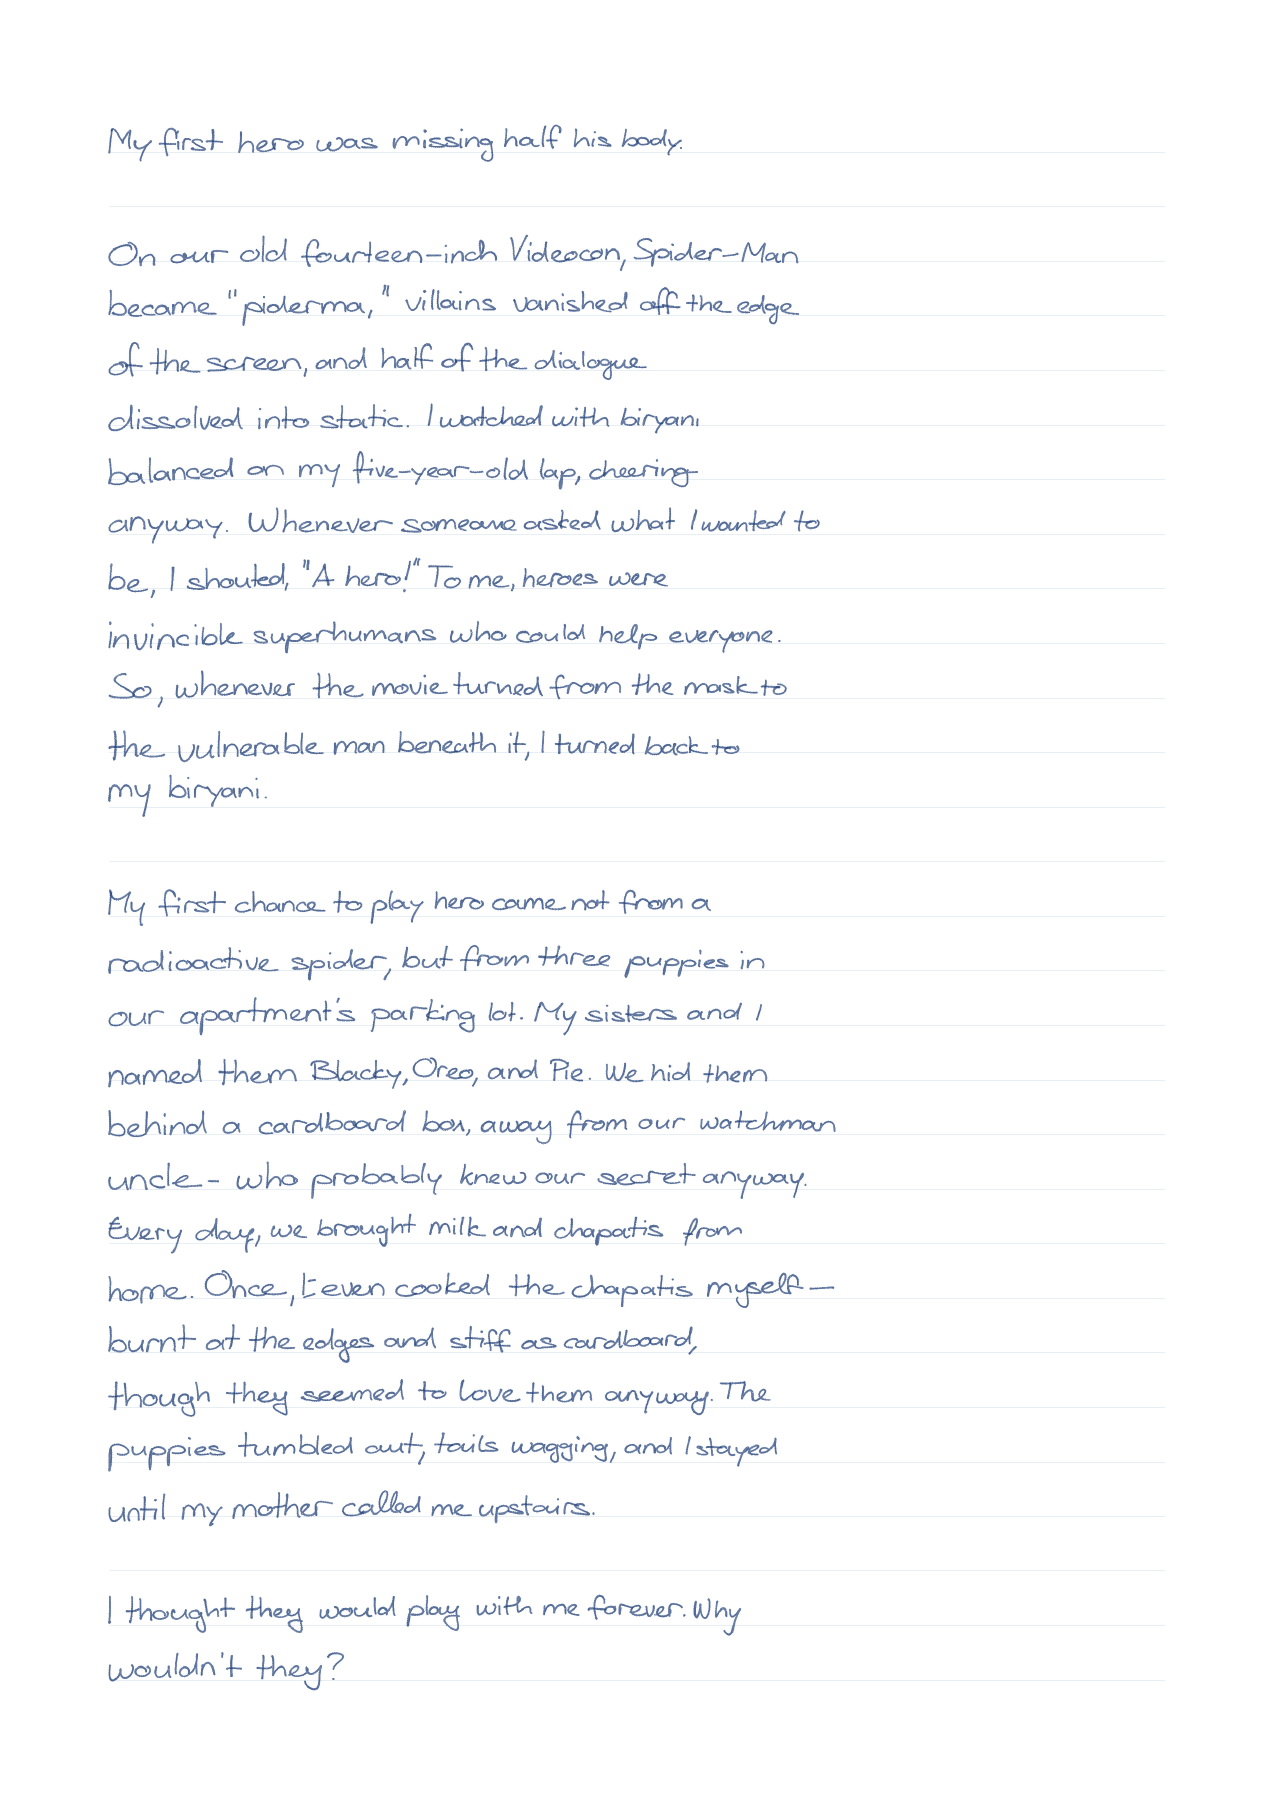 My first hero was missing half his body.
On our old fourteen-inch Videocon, Spider-Man
became "piderma," villains vanished off the edge
of the screen, and half of the dialogue
dissolved into static. I watched with biryani
balanced on my five-year-old lap, cheering
anyway. Whenever someone asked what I wanted to
be, I shouted, "A hero!" To me, heroes were
invincible superhumans who could help everyone.
So, whenever the movie turned from the mask to
the vulnerable man beneath it, I turned back to
my biryani.
My first chance to play hero came not from a
radioactive spider, but from three puppies in
our apartment's parking lot. My sisters and I
named them Blacky, Oreo, and Pie. We hid them
behind a cardboard box, away from our watchman
uncle- who probably knew our secret anyway.
Every day, we brought milk and chapatis from
home. Once, I even cooked the chapatis myself—
burnt at the edges and stiff as cardboard,
though they seemed to love them anyway. The
puppies tumbled out, tails wagging, and I stayed
until my mother called me upstairs.
I thought they would play with me forever. Why
wouldn't they?